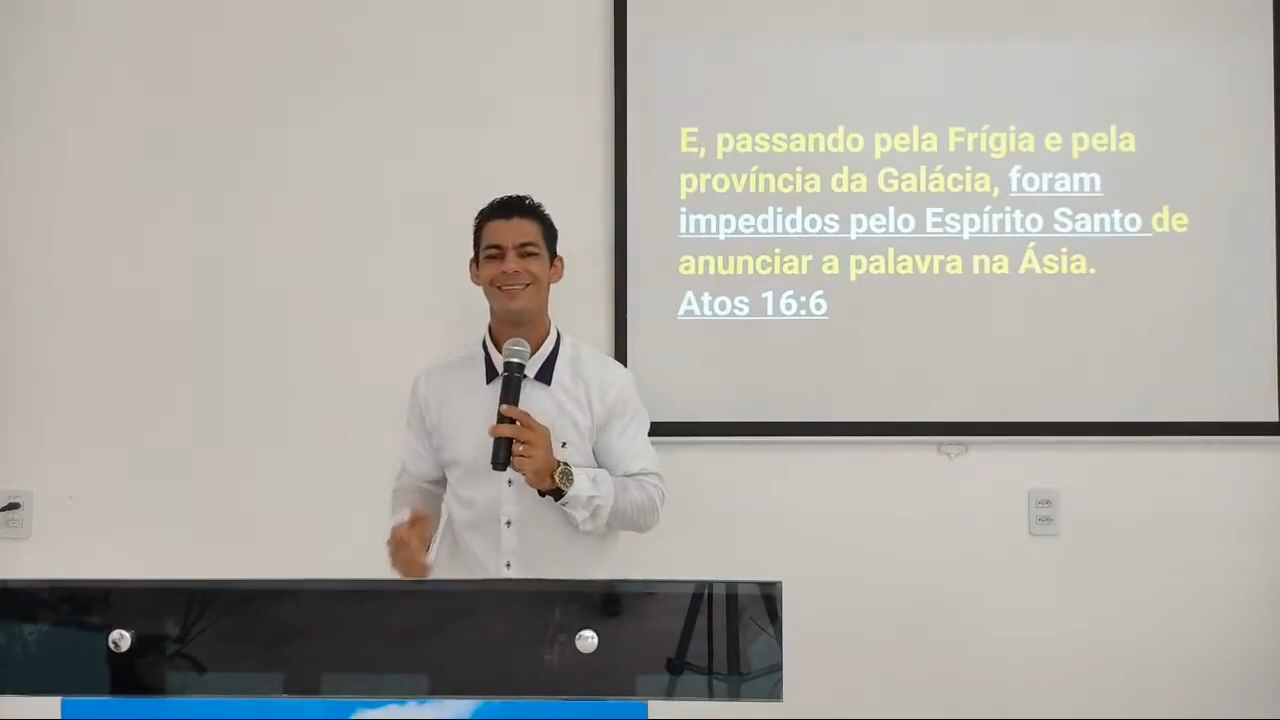 E, passando pela Frígia e pela
província da Galácia, foram
impedidos pelo Espírito Santo de
anunciar a palavra na Ásia.
Atos 16:6